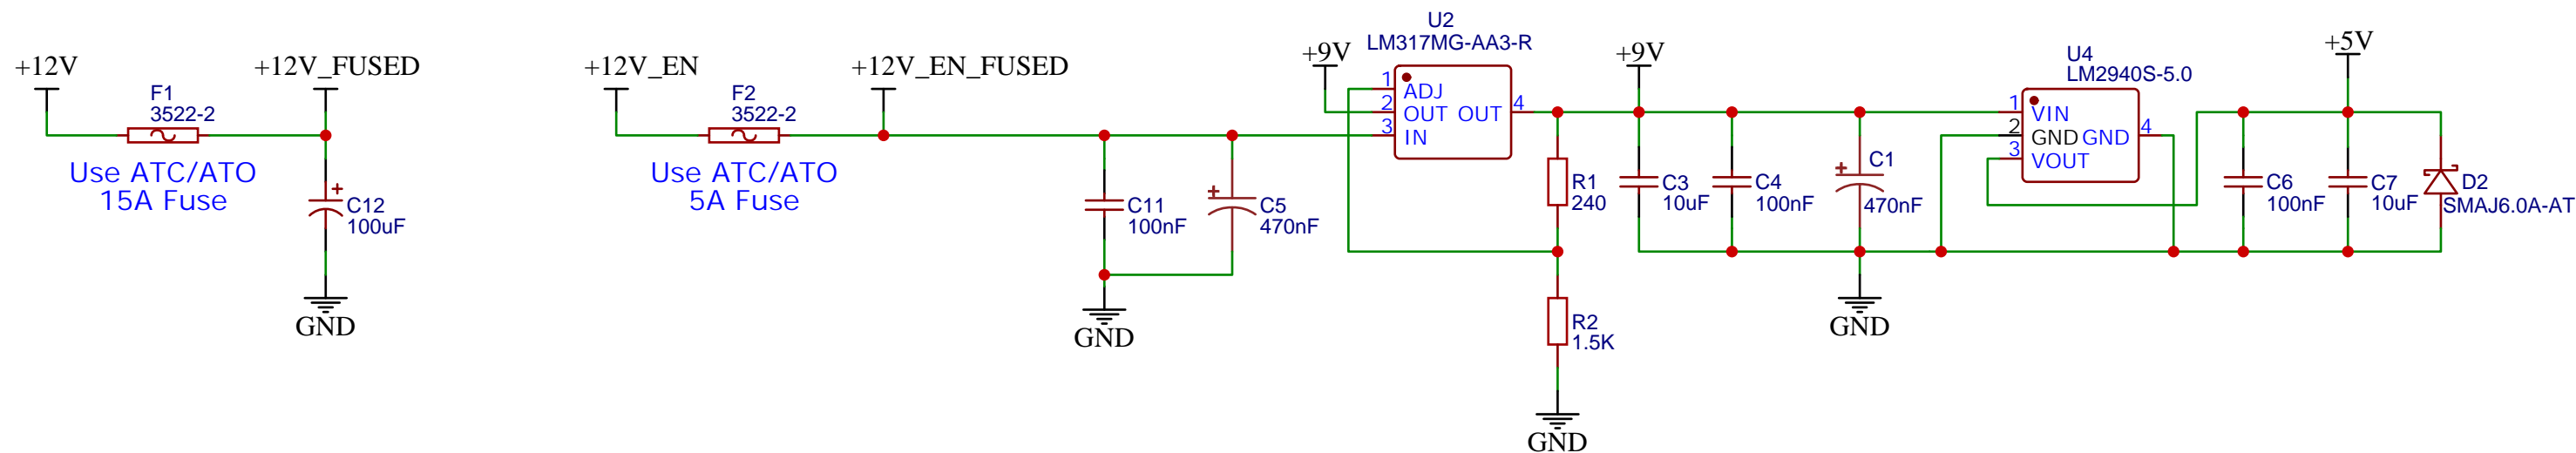 +12V
F1
3522-2
+12V_FUSED
Use ATC/ATO
15A Fuse
+
C12
100uF
GND
+12V_EN
F2
3522-2
+12V_EN_FUSED
Use ATC/ATO
5A Fuse
C11
100nF
+
C5
470nF
GND
+9V
U2
LM317MG-AA3-R
1
ADJ
2
OUT
OUT
4
3
IN
+9V
R1
240
R2
1.5K
GND
C3
10uF
C4
100nF
+
C1
470nF
GND
U4
LM2940S-5.0
1
VIN
2
GND
GND
4
3
VOUT
+5V
C6
100nF
C7
10uF
D2
SMAJ6.0A-AT